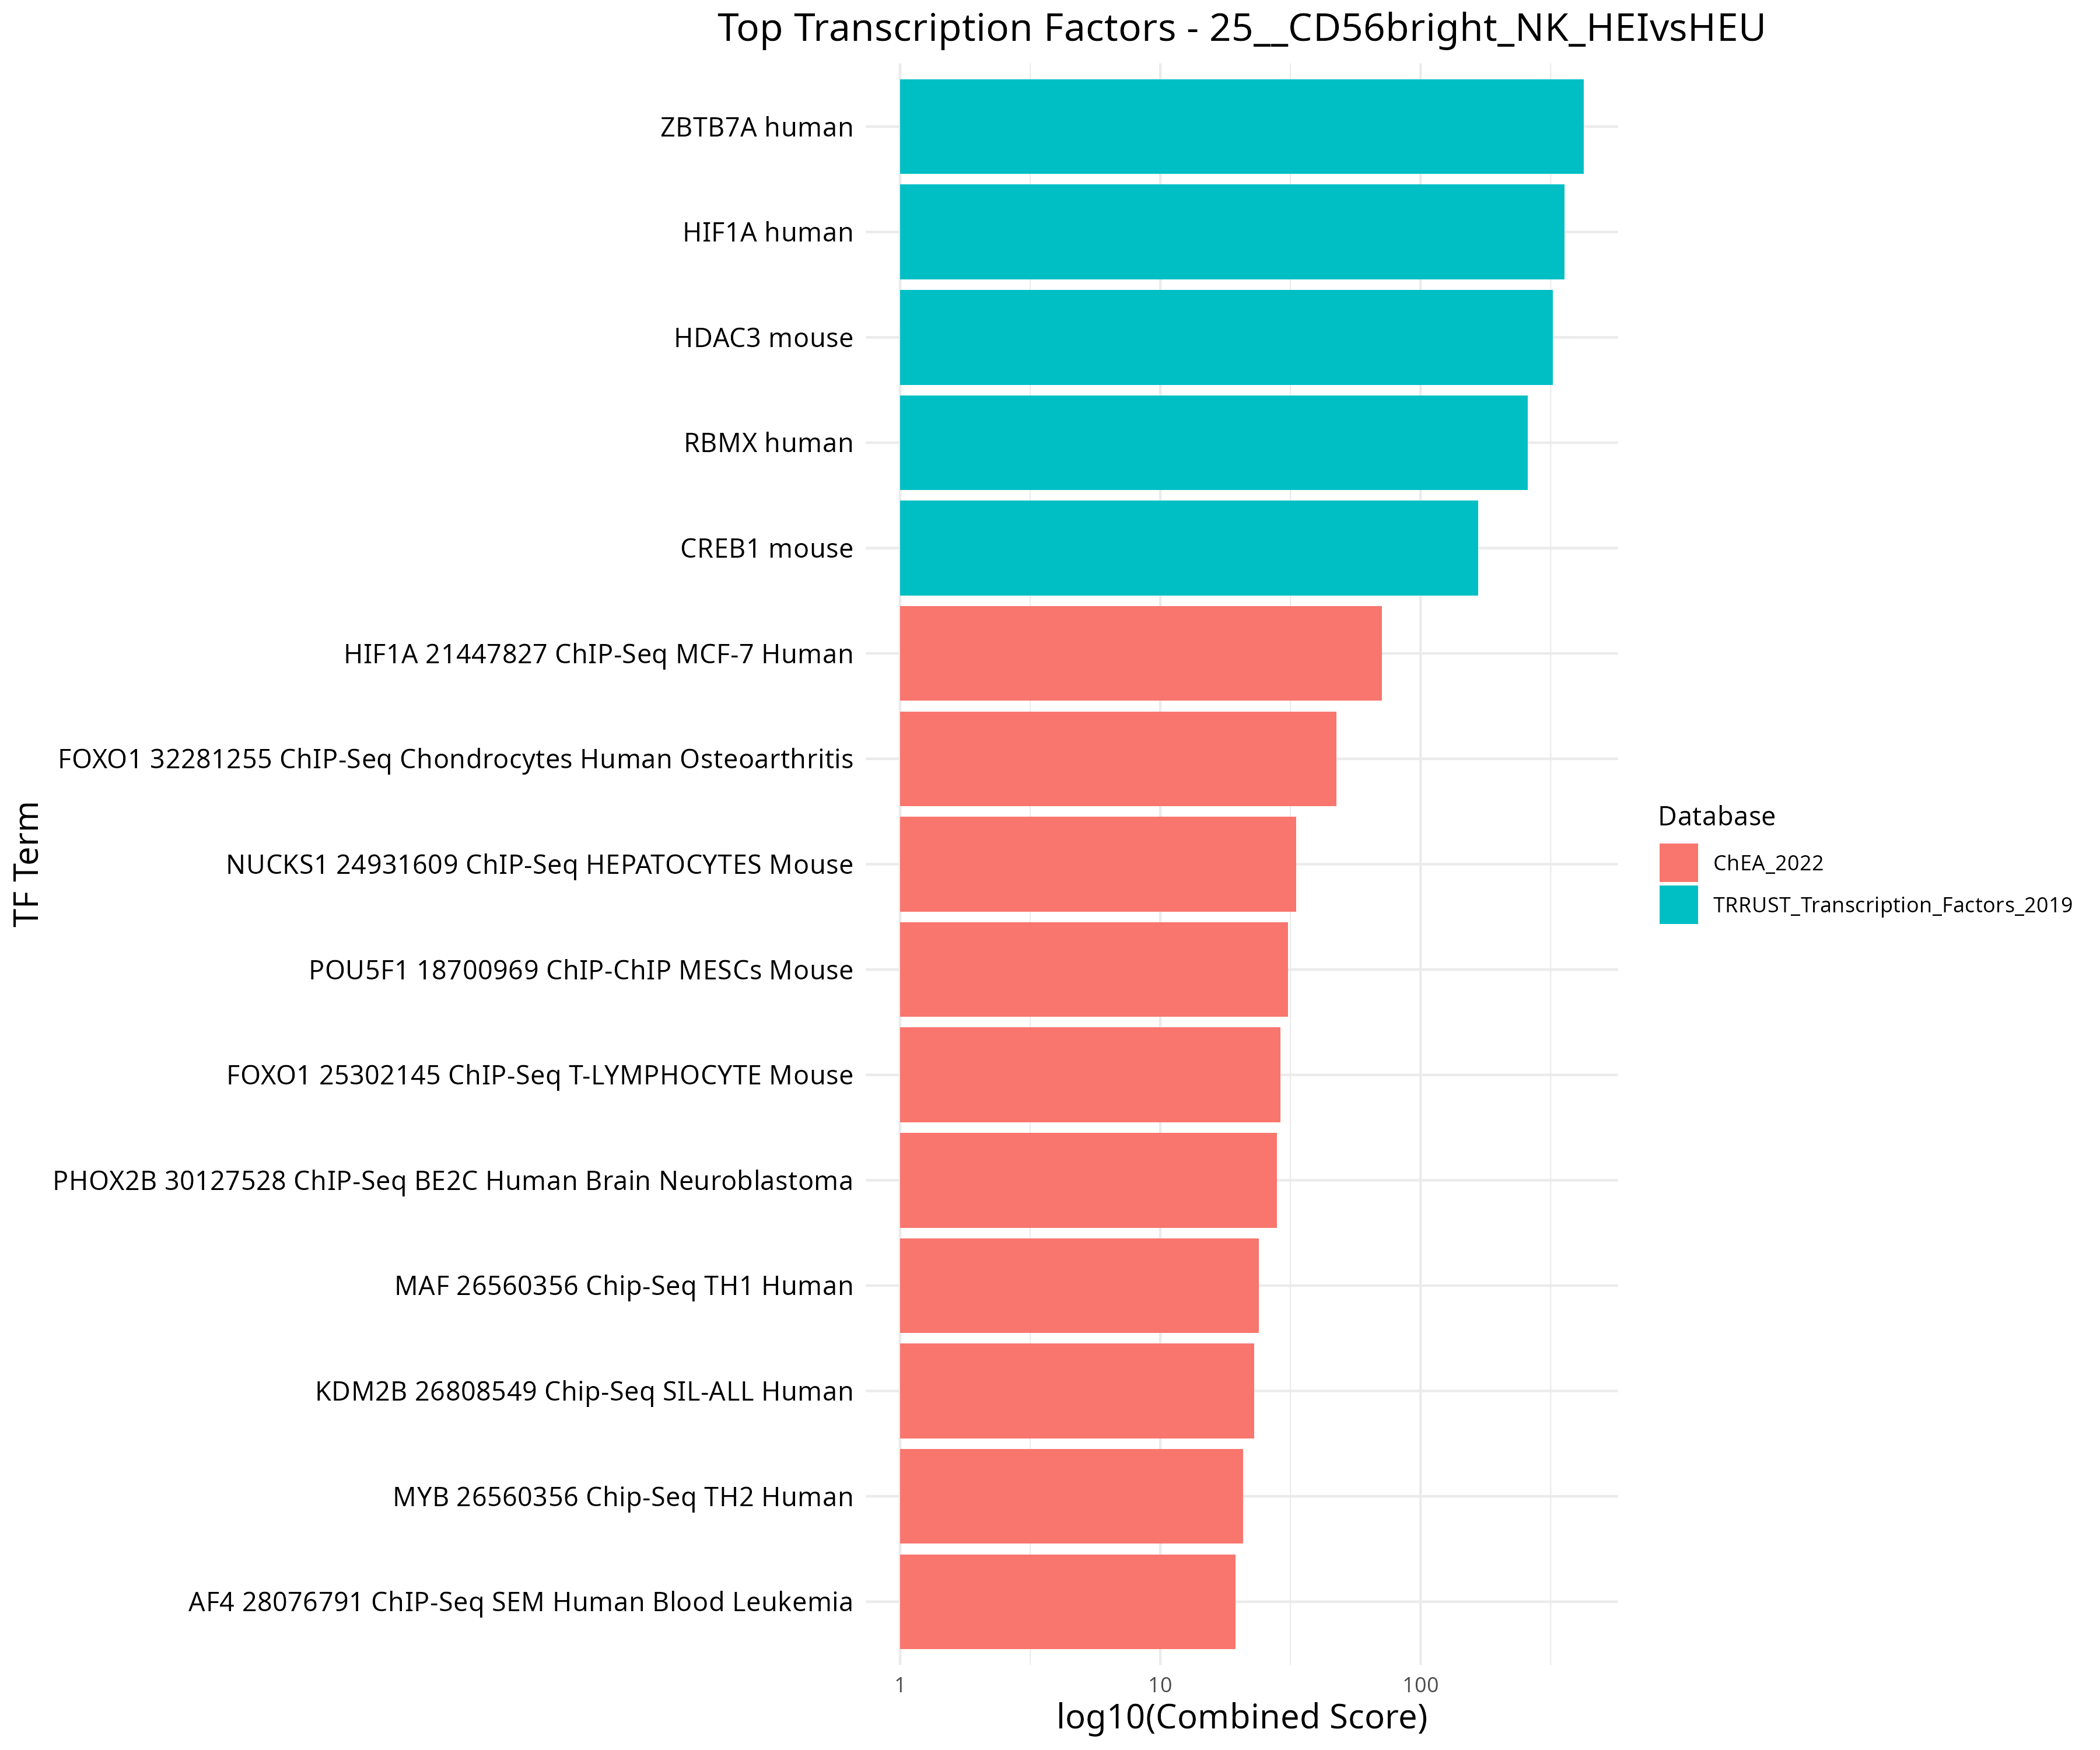 Top Transcription Factors - 25__CD56bright_NK_HEIvsHEU
ZBTB7A human
HIF1A human
HDAC3 mouse
RBMX human
CREB1 mouse
HIF1A 21447827 ChIP-Seq MCF-7 Human
FOXO1 32281255 ChIP-Seq Chondrocytes Human Osteoarthritis
NUCKS1 24931609 ChIP-Seq HEPATOCYTES Mouse
POU5F1 18700969 ChIP-ChIP MESCs Mouse
FOXO1 25302145 ChIP-Seq T-LYMPHOCYTE Mouse
PHOX2B 30127528 ChIP-Seq BE2C Human Brain Neuroblastoma
MAF 26560356 Chip-Seq TH1 Human
KDM2B 26808549 Chip-Seq SIL-ALL Human
MYB 26560356 Chip-Seq TH2 Human
AF4 28076791 ChIP-Seq SEM Human Blood Leukemia
TF Term
1 10 100
log10(Combined Score)
Database
ChEA_2022
TRRUST_Transcription_Factors_2019